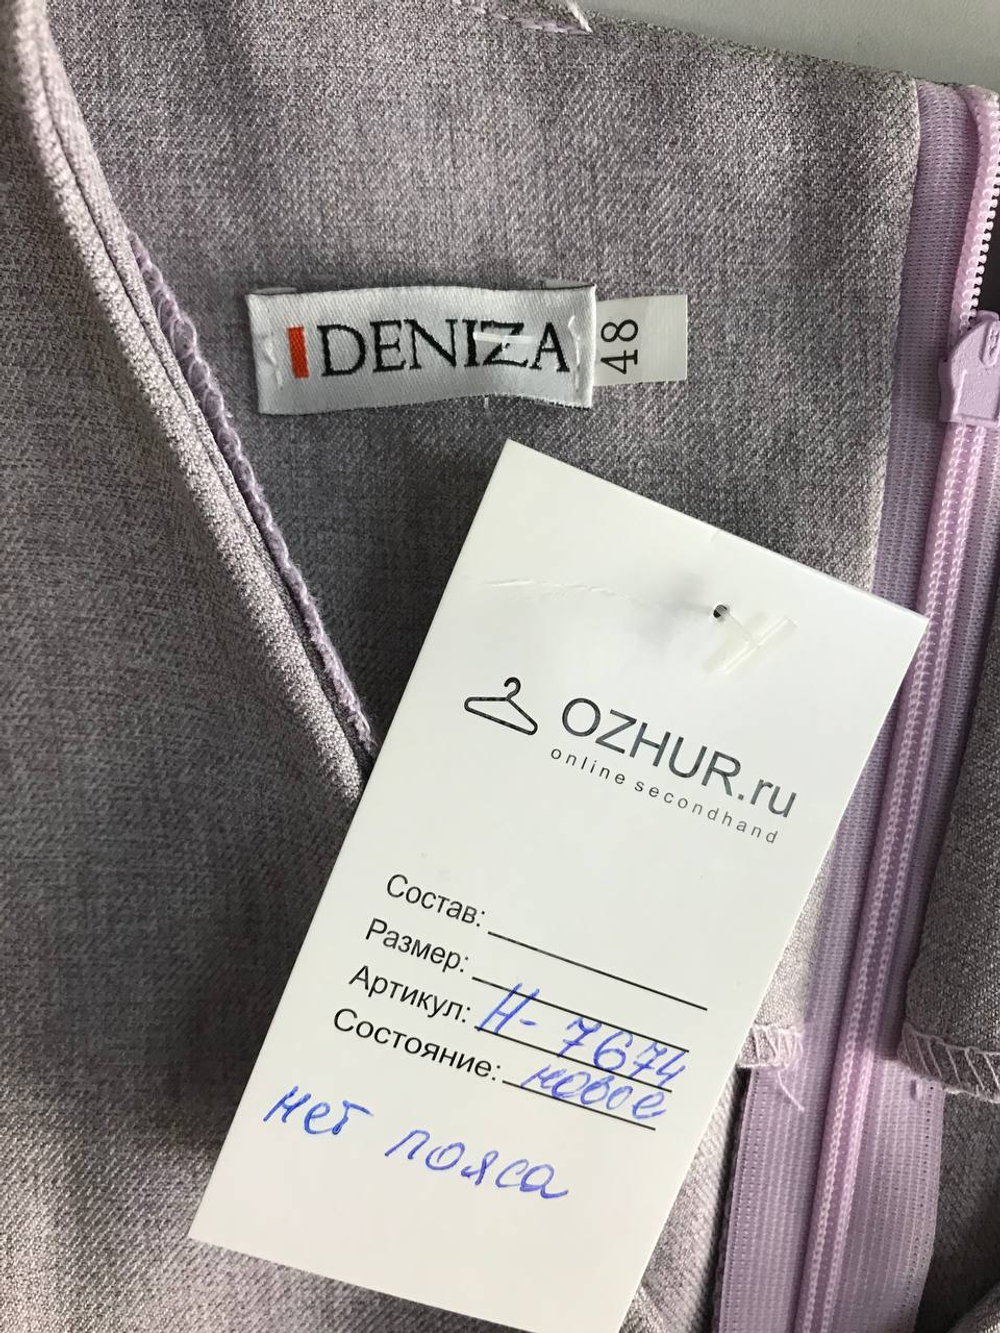 DENIZA
48
OZHUR.ru
online secondhand
Состав:
Размер:
Артикул: Н- 7674
Состояние: новое
нет пояса